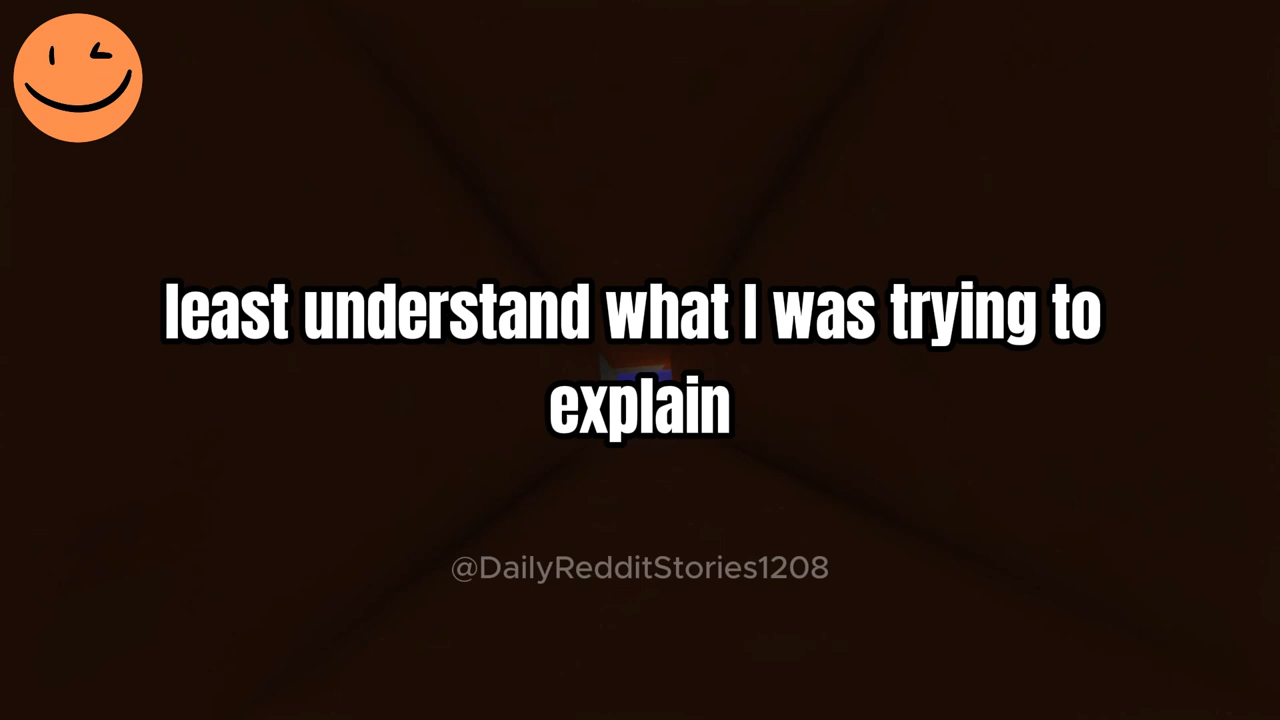 least understand what I was trying to
explain
@DailyRedditStories1208